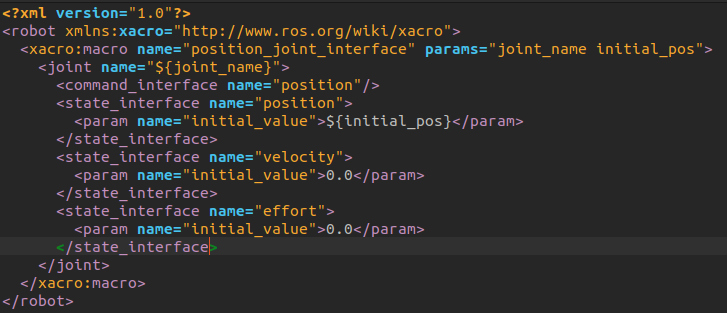 <?xml version="1.0"?>
<robot xmlns:xacro="http://www.ros.org/wiki/xacro">
  <xacro:macro name="position_joint_interface" params="joint_name initial_pos">
    <joint name="${joint_name}">
      <command_interface name="position"/>
      <state_interface name="position">
        <param name="initial_value">${initial_pos}</param>
      </state_interface>
      <state_interface name="velocity">
        <param name="initial_value">0.0</param>
      </state_interface>
      <state_interface name="effort">
        <param name="initial_value">0.0</param>
      </state_interface>
    </joint>
  </xacro:macro>
</robot>